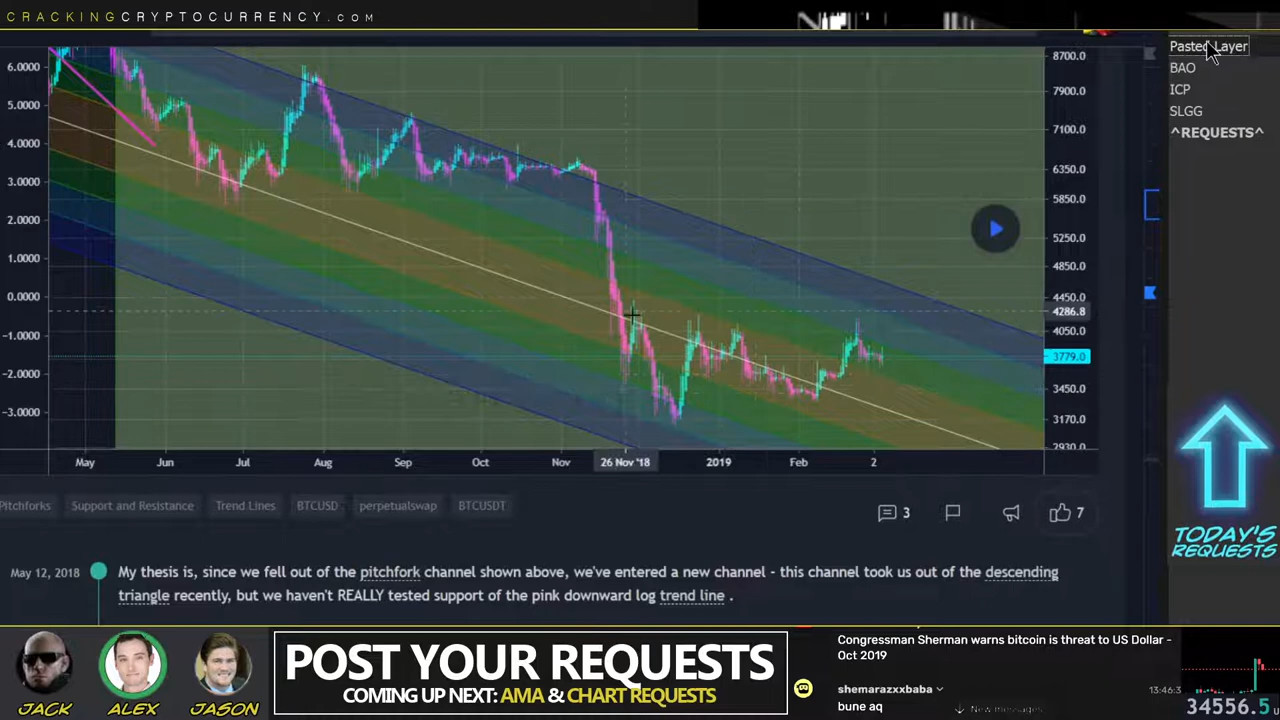 CRACKINGCRYPTOCURRENCY.com
Pasted Layer
BAO
ICP
SLGG
^REQUESTS^
6.0000
5.0000
4.0000
3.0000
2.0000
1.0000
0.0000
-1.0000
-2.0000
-3.0000
8700.0
7900.0
7100.0
6350.0
5850.0
5250.0
4850.0
4450.0
4286.8
4050.0
3779.0
3450.0
3170.0
2930.0
May Jun Jul Aug Sep Oct Nov 26 Nov '18 2019 Feb 2
TODAY'S
REQUESTS
Pitchforks Support and Resistance Trend Lines BTCUSD perpetualswap BTCUSDT
3 7
May 12, 2018 My thesis is, since we fell out of the pitchfork channel shown above, we've entered a new channel - this channel took us out of the descending
triangle recently, but we haven't REALLY tested support of the pink downward log trend line .
JACK ALEX JASON
POST YOUR REQUESTS
COMING UP NEXT: AMA & CHART REQUESTS
Congressman Sherman warns bitcoin is threat to US Dollar -
Oct 2019
shemarazxxbaba 13:46:3
bune aq
New messages
34556.5